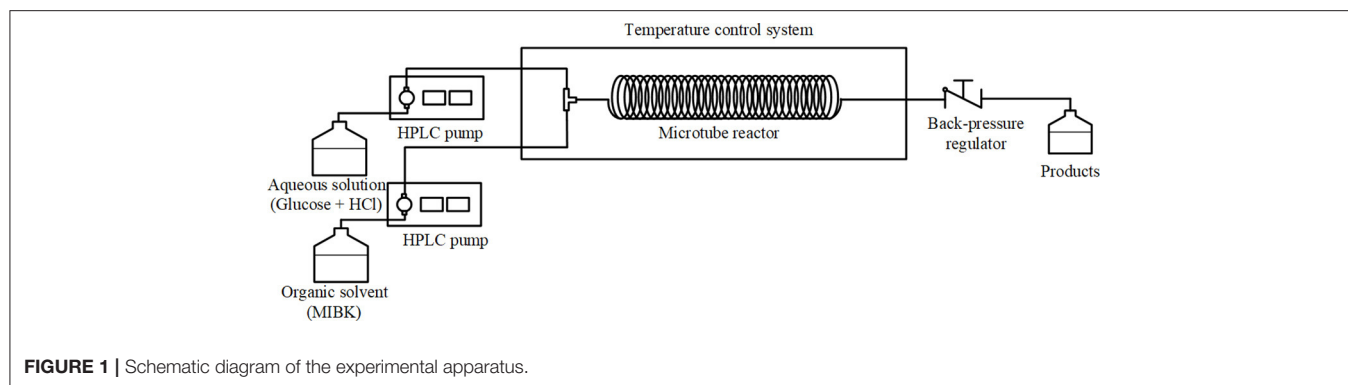 Temperature control system
HPLC pump
Microtube reactor
Back-pressure
regulator
Products
Aqueous solution
(Glucose + HCl)
HPLC pump
Organic solvent
(MIBK)
FIGURE 1 | Schematic diagram of the experimental apparatus.